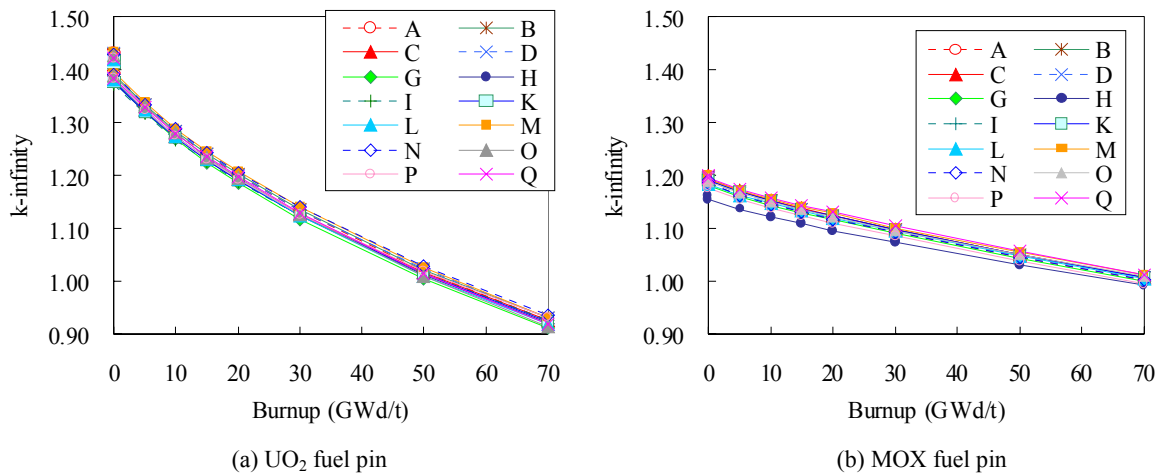 1.50
1.40
1.30
1.20
1.10
1.00
0.90
k-infinity
0 10 20 30 40 50 60 70
Burnup (GWd/t)
A B
C D
G H
I K
L M
N O
P Q
(a) UO₂ fuel pin
1.50
1.40
1.30
1.20
1.10
1.00
0.90
k-infinity
0 10 20 30 40 50 60 70
Burnup (GWd/t)
A B
C D
G H
I K
L M
N O
P Q
(b) MOX fuel pin